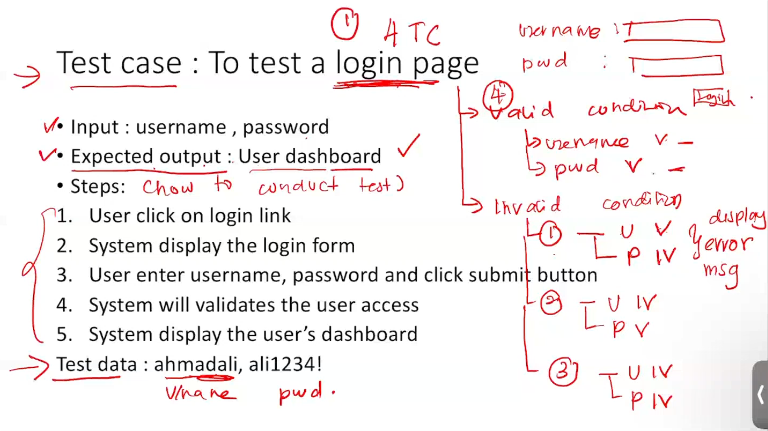 ① 4 TC
Test case : To test a login page
• Input : username , password
• Expected output : User dashboard
• Steps: (how to conduct test)
1. User click on login link
2. System display the login form
3. User enter username, password and click submit button
4. System will validates the user access
5. System display the user's dashboard
Test data : ahmadali, ali1234!
U/name pwd.
username :
pwd :
Login
④
Valid condition
username V
pwd V
Invalid condition
① U V
P IV
display
error
msg
② U IV
P V
③ U IV
P IV